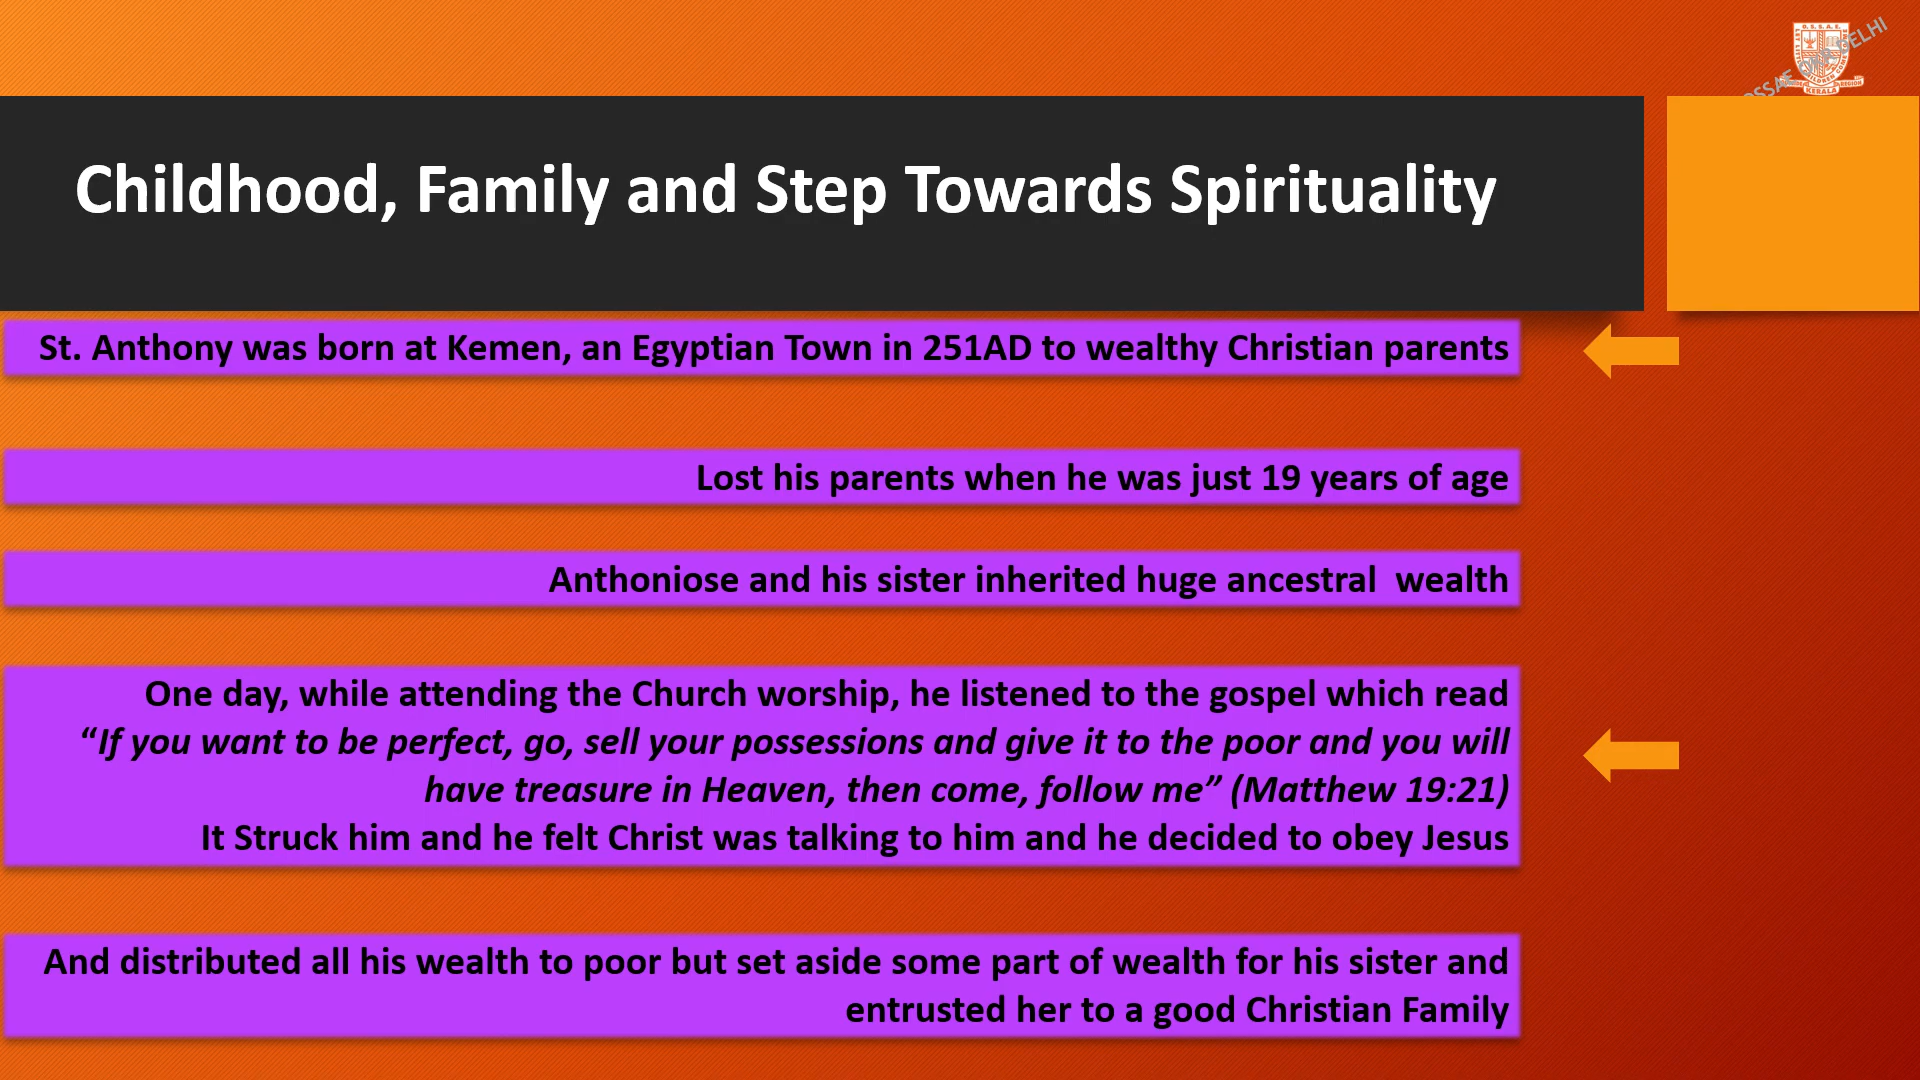 O. S. S. A. E.
KERALA
REGION
DELHI
Childhood, Family and Step Towards Spirituality
St. Anthony was born at Kemen, an Egyptian Town in 251AD to wealthy Christian parents
Lost his parents when he was just 19 years of age
Anthoniose and his sister inherited huge ancestral  wealth
One day, while attending the Church worship, he listened to the gospel which read
“If you want to be perfect, go, sell your possessions and give it to the poor and you will
have treasure in Heaven, then come, follow me” (Matthew 19:21)
It Struck him and he felt Christ was talking to him and he decided to obey Jesus
And distributed all his wealth to poor but set aside some part of wealth for his sister and
entrusted her to a good Christian Family